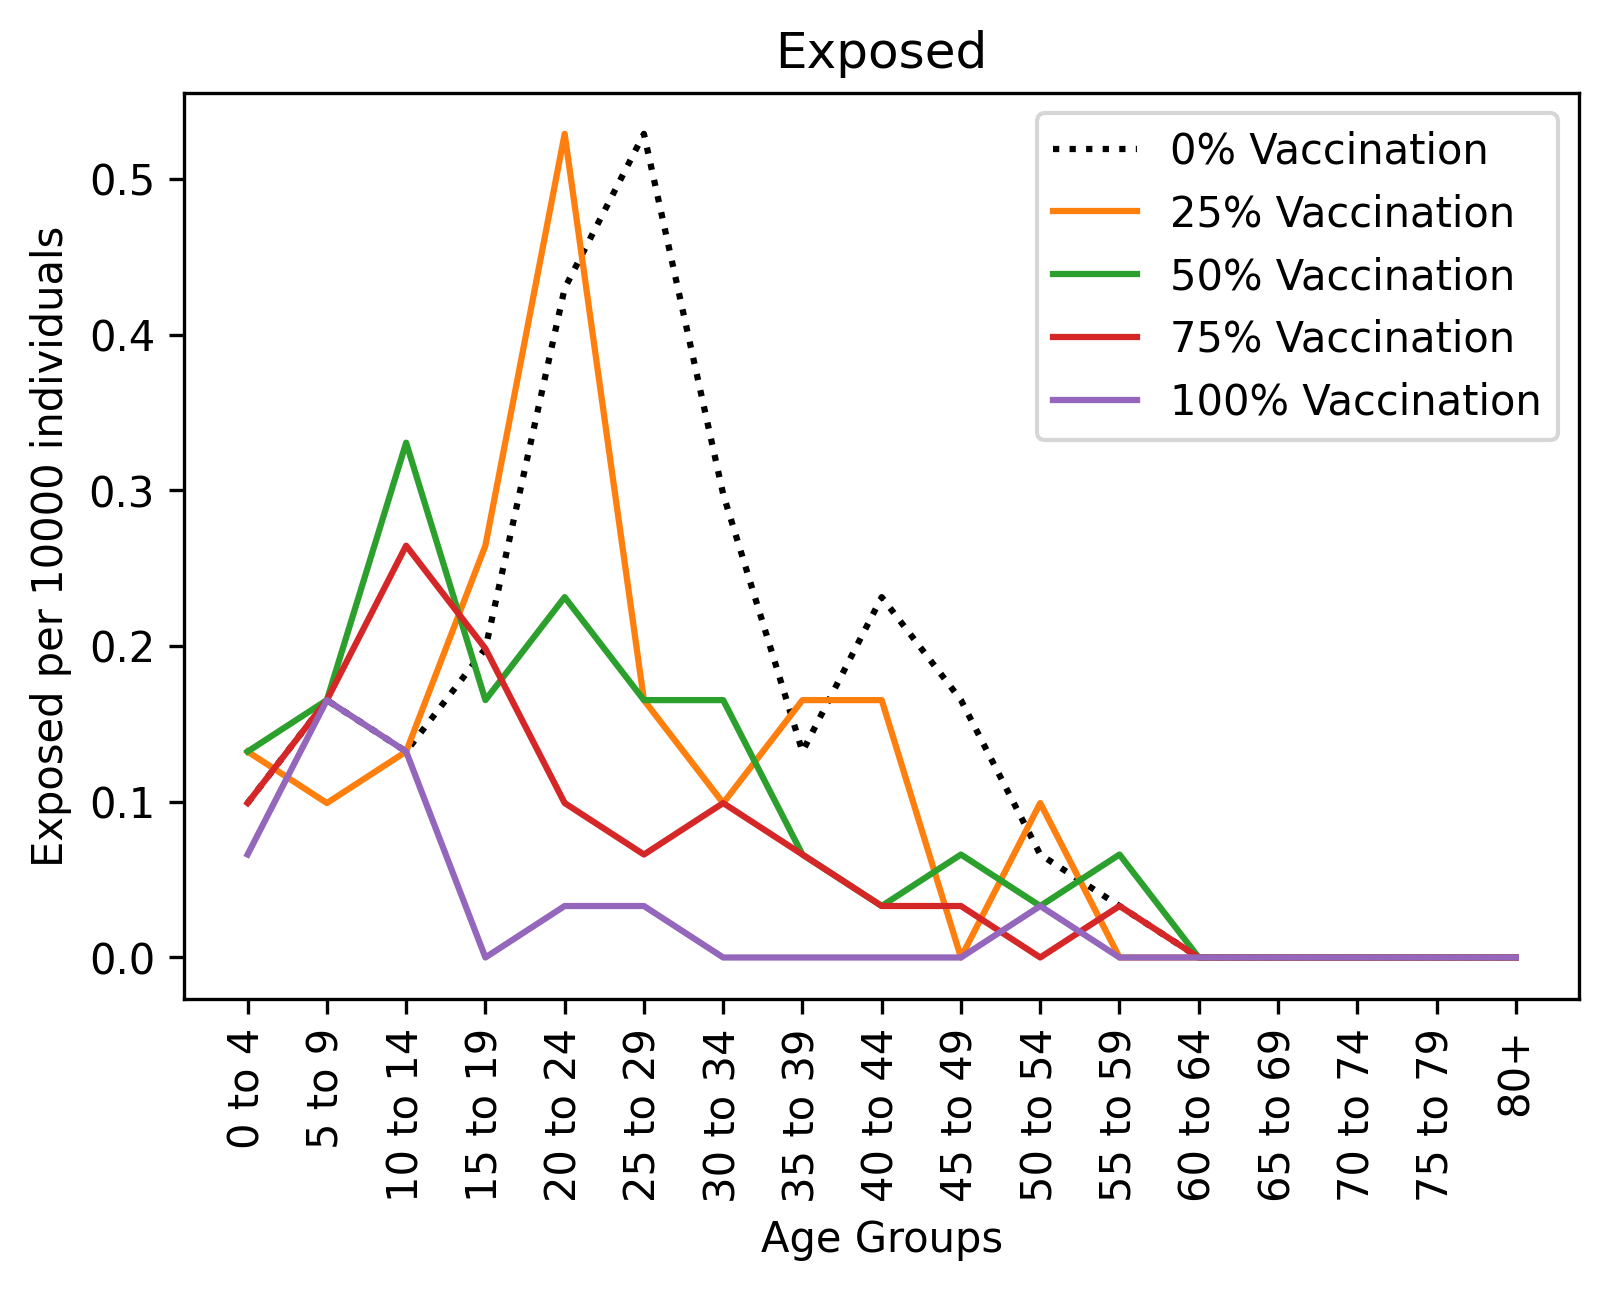 Exposed
0% Vaccination
25% Vaccination
50% Vaccination
75% Vaccination
100% Vaccination
Exposed per 10000 individuals
0.5
0.4
0.3
0.2
0.1
0.0
0 to 4
5 to 9
10 to 14
15 to 19
20 to 24
25 to 29
30 to 34
35 to 39
40 to 44
45 to 49
50 to 54
55 to 59
60 to 64
65 to 69
70 to 74
75 to 79
80+
Age Groups